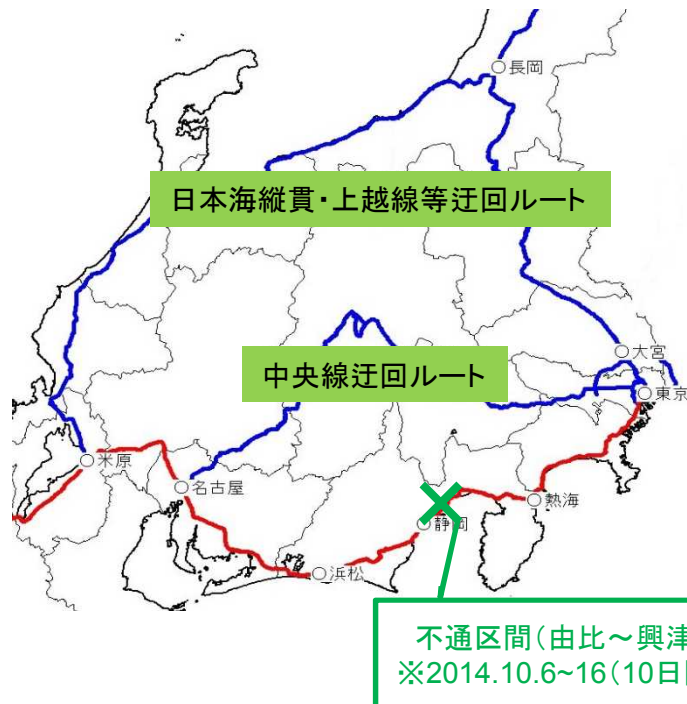 長岡
日本海縦貫・上越線等迂回ルート
大宮
中央線迂回ルート
東京
米原
名古屋
熱海
静岡
浜松
不通区間(由比~興津
※2014.10.6~16(10日